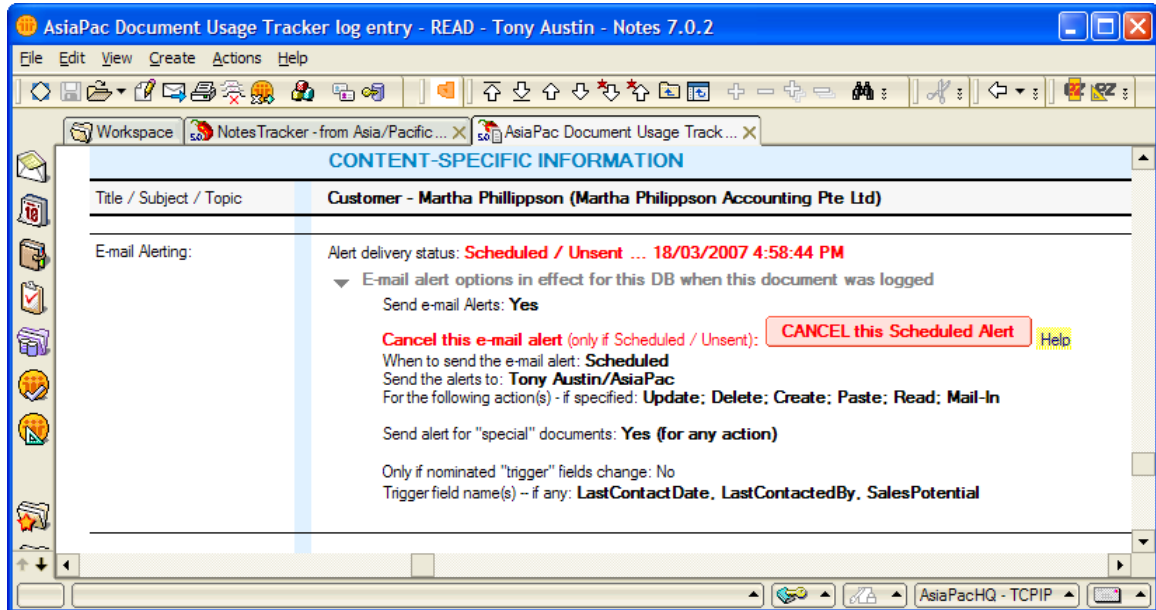 AsiaPac Document Usage Tracker log entry - READ - Tony Austin - Notes 7.0.2
File Edit View Create Actions Help
Workspace NotesTracker - from Asia/Pacific ... AsiaPac Document Usage Track ...
CONTENT-SPECIFIC INFORMATION
Title / Subject / Topic Customer - Martha Phillippson (Martha Philippson Accounting Pte Ltd)
E-mail Alerting: Alert delivery status: Scheduled / Unsent ... 18/03/2007 4:58:44 PM
E-mail alert options in effect for this DB when this document was logged
Send e-mail Alerts: Yes
Cancel this e-mail alert (only if Scheduled / Unsent): CANCEL this Scheduled Alert Help
When to send the e-mail alert: Scheduled
Send the alerts to: Tony Austin/AsiaPac
For the following action(s) - if specified: Update; Delete; Create; Paste; Read; Mail-In
Send alert for "special" documents: Yes (for any action)
Only if nominated "trigger" fields change: No
Trigger field name(s) -- if any: LastContactDate, LastContactedBy, SalesPotential
AsiaPacHQ - TCPIP